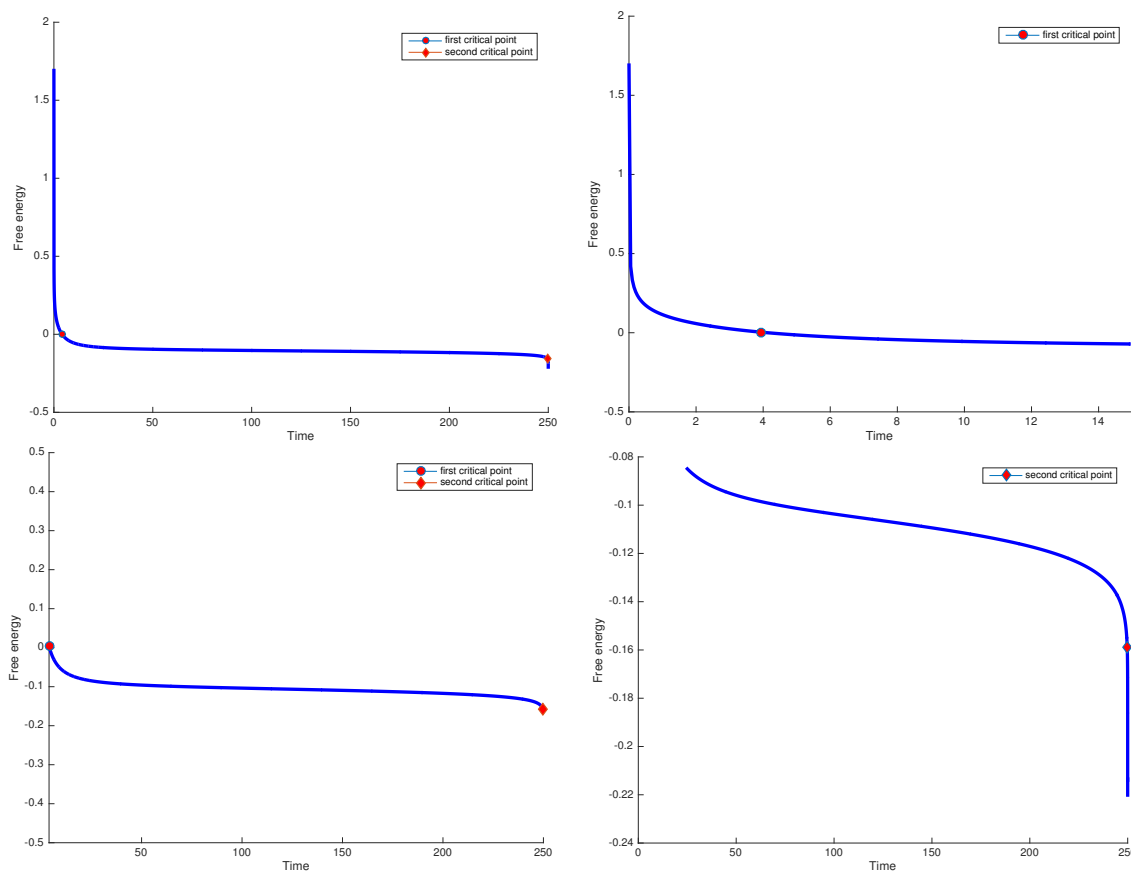 2
1.5
1
0.5
0
-0.5
Free energy
0 50 100 150 200 250
Time
first critical point
second critical point
2
1.5
1
0.5
0
-0.5
Free energy
0 2 4 6 8 10 12 14
Time
first critical point
0.5
0.4
0.3
0.2
0.1
0
-0.1
-0.2
-0.3
-0.4
-0.5
Free energy
50 100 150 200 250
Time
first critical point
second critical point
-0.08
-0.1
-0.12
-0.14
-0.16
-0.18
-0.2
-0.22
-0.24
Free energy
0 50 100 150 200
Time
second critical point